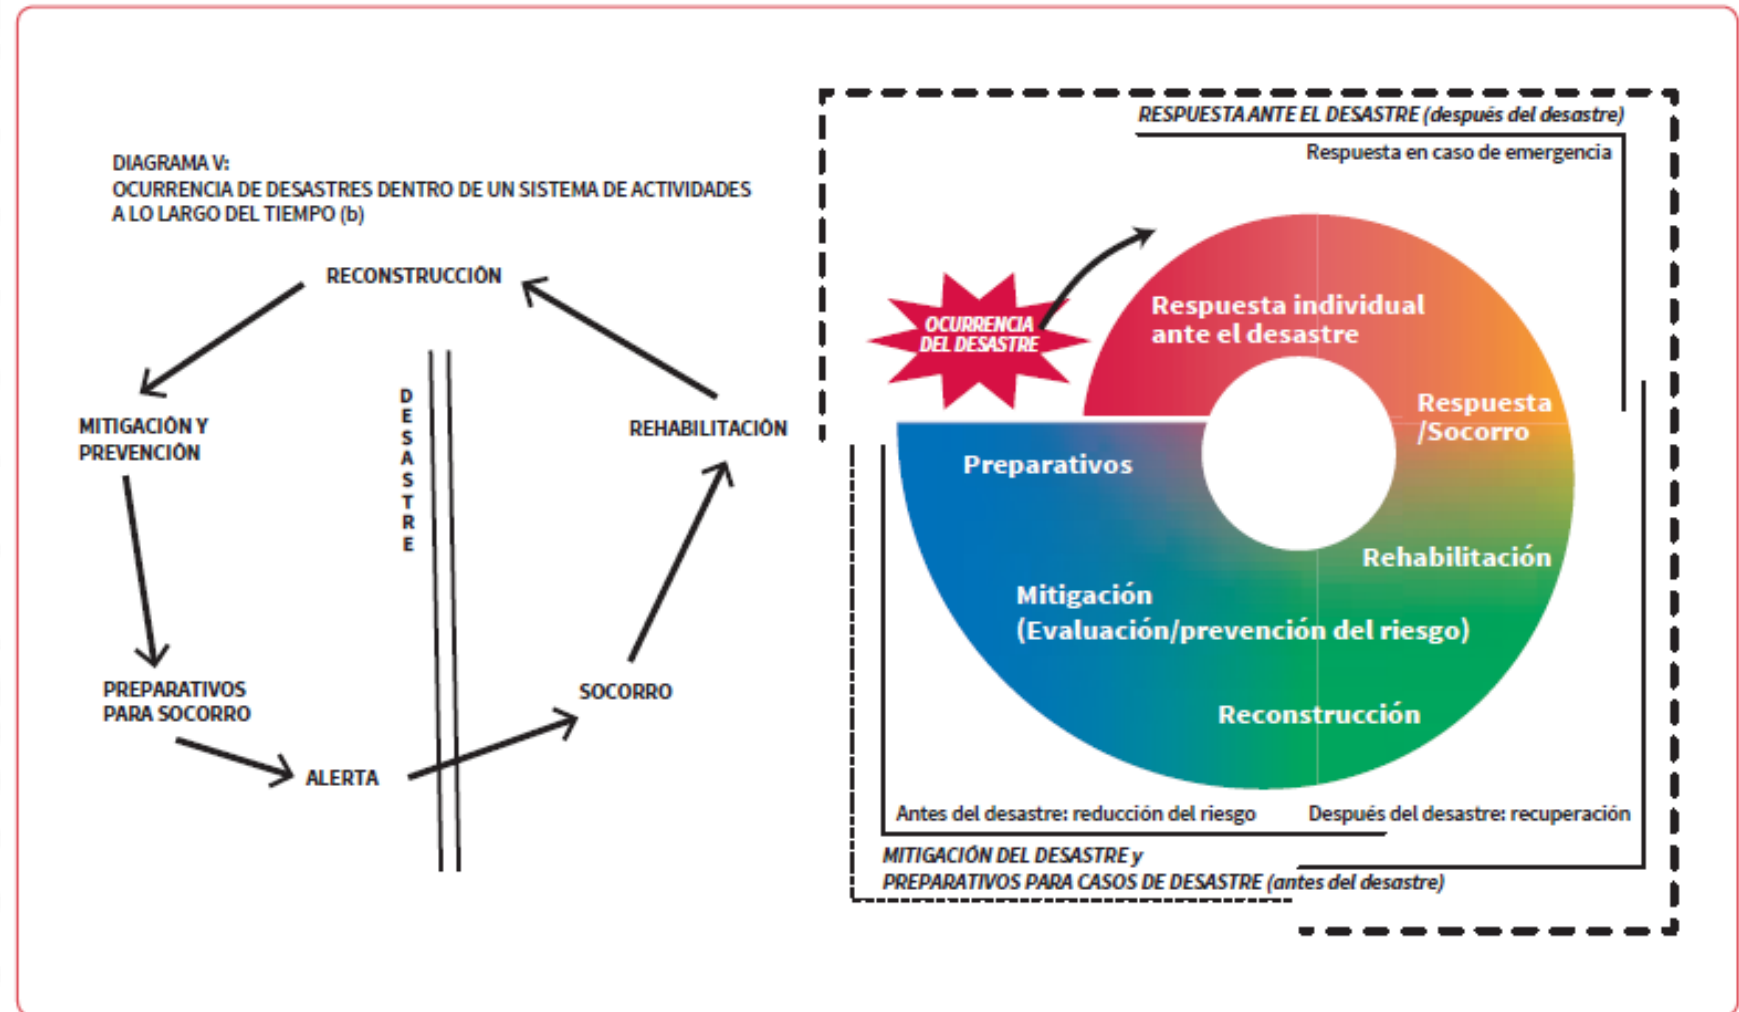 DIAGRAMA V:
OCURRENCIA DE DESASTRES DENTRO DE UN SISTEMA DE ACTIVIDADES
A LO LARGO DEL TIEMPO (b)
RECONSTRUCCIÓN
MITIGACIÓN Y
PREVENCIÓN
DESASTRE
REHABILITACIÓN
PREPARATIVOS
PARA SOCORRO
SOCORRO
ALERTA
RESPUESTA ANTE EL DESASTRE (después del desastre)
Respuesta en caso de emergencia
OCURRENCIA
DEL DESASTRE
Respuesta individual
ante el desastre
Respuesta
/Socorro
Preparativos
Rehabilitación
Mitigación
(Evaluación/prevención del riesgo)
Reconstrucción
Antes del desastre: reducción del riesgo
Después del desastre: recuperación
MITIGACIÓN DEL DESASTRE y
PREPARATIVOS PARA CASOS DE DESASTRE (antes del desastre)